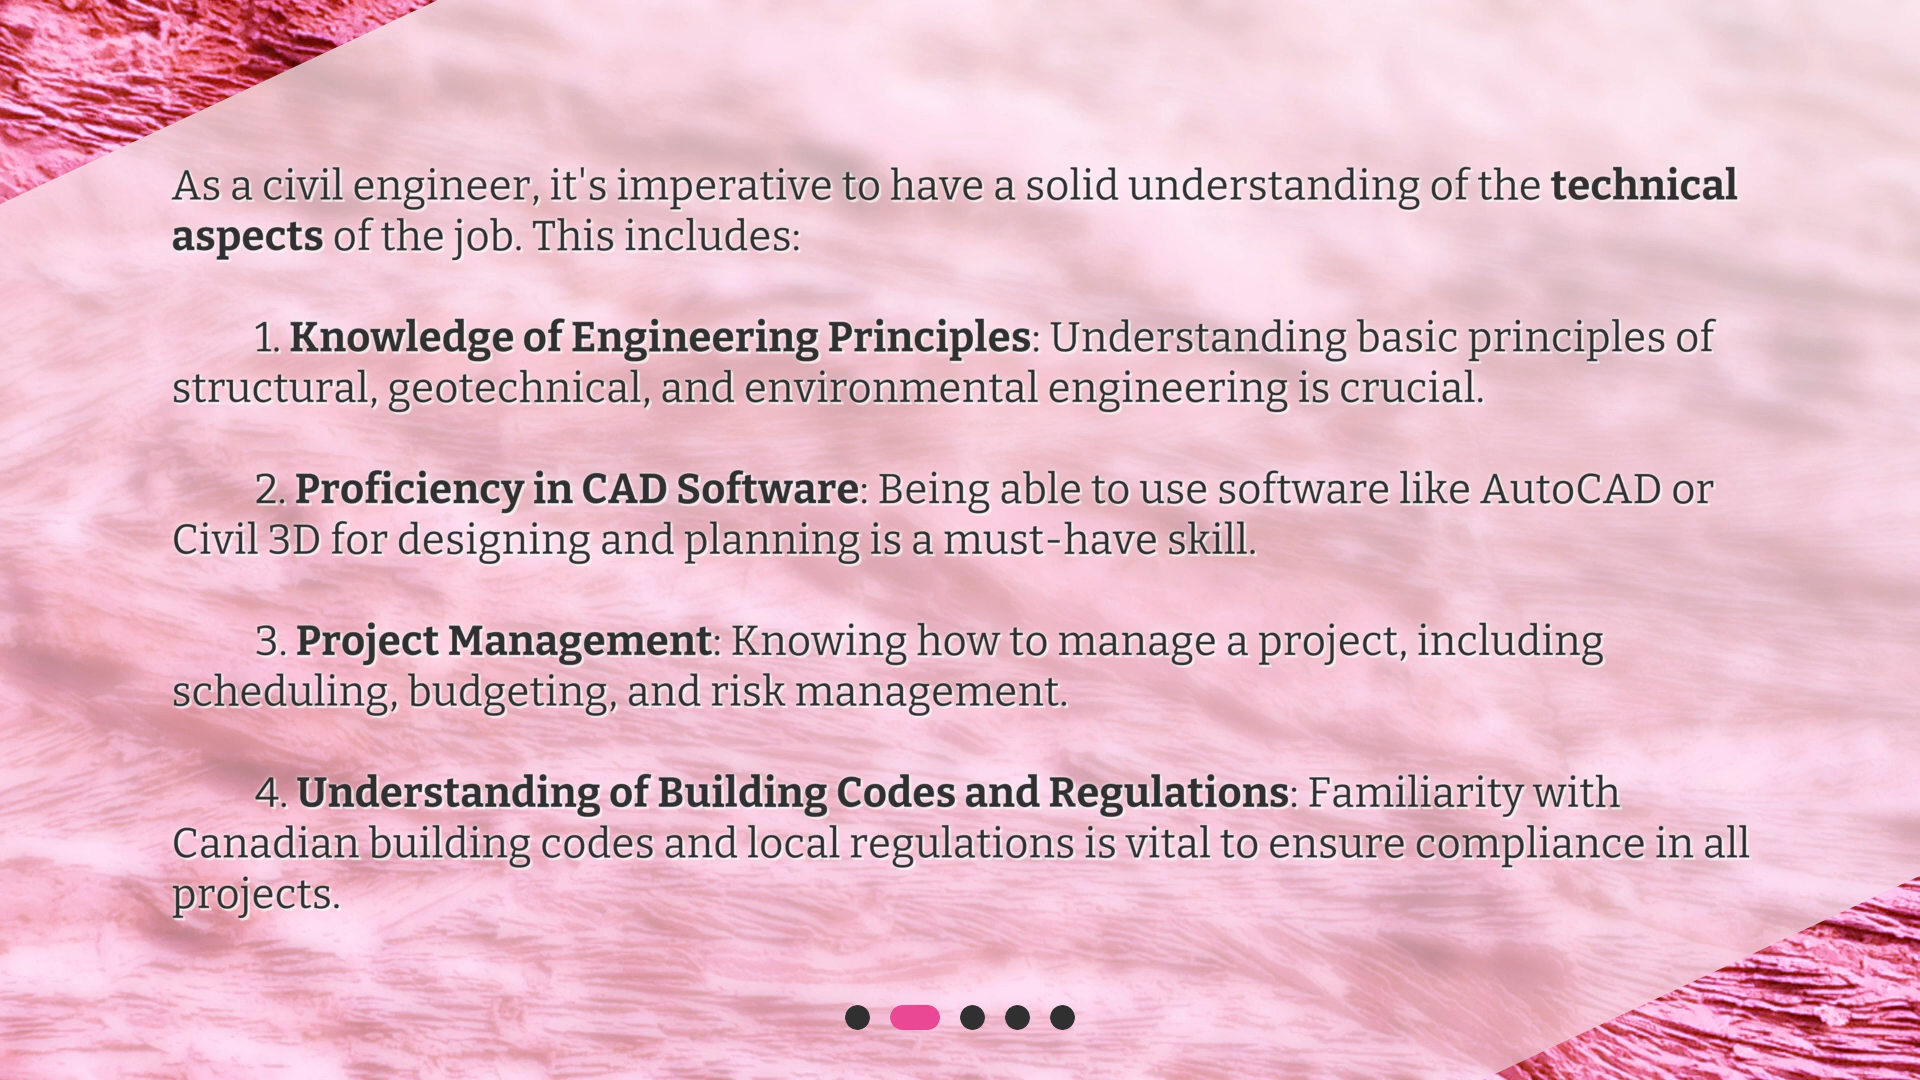 As a civil engineer, it's imperative to have a solid understanding of the technical
aspects of the job. This includes:
1. Knowledge of Engineering Principles: Understanding basic principles of
structural, geotechnical, and environmental engineering is crucial.
2. Proficiency in CAD Software: Being able to use software like AutoCAD or
Civil 3D for designing and planning is a must-have skill.
3. Project Management: Knowing how to manage a project, including
scheduling, budgeting, and risk management.
4. Understanding of Building Codes and Regulations: Familiarity with
Canadian building codes and local regulations is vital to ensure compliance in all
projects.